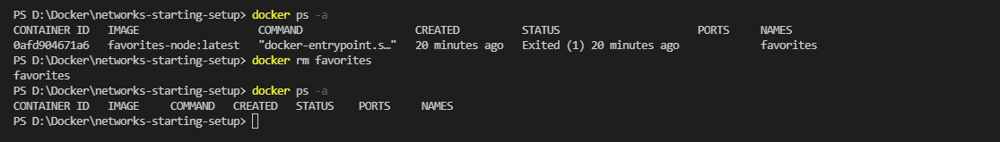 PS D:\Docker\networks-starting-setup> docker ps -a
CONTAINER ID   IMAGE                   COMMAND                  CREATED          STATUS                      PORTS     NAMES
0afd904671a6   favorites-node:latest   "docker-entrypoint.s…"   20 minutes ago   Exited (1) 20 minutes ago             favorites
PS D:\Docker\networks-starting-setup> docker rm favorites
favorites
PS D:\Docker\networks-starting-setup> docker ps -a
CONTAINER ID   IMAGE     COMMAND   CREATED   STATUS    PORTS     NAMES
PS D:\Docker\networks-starting-setup>